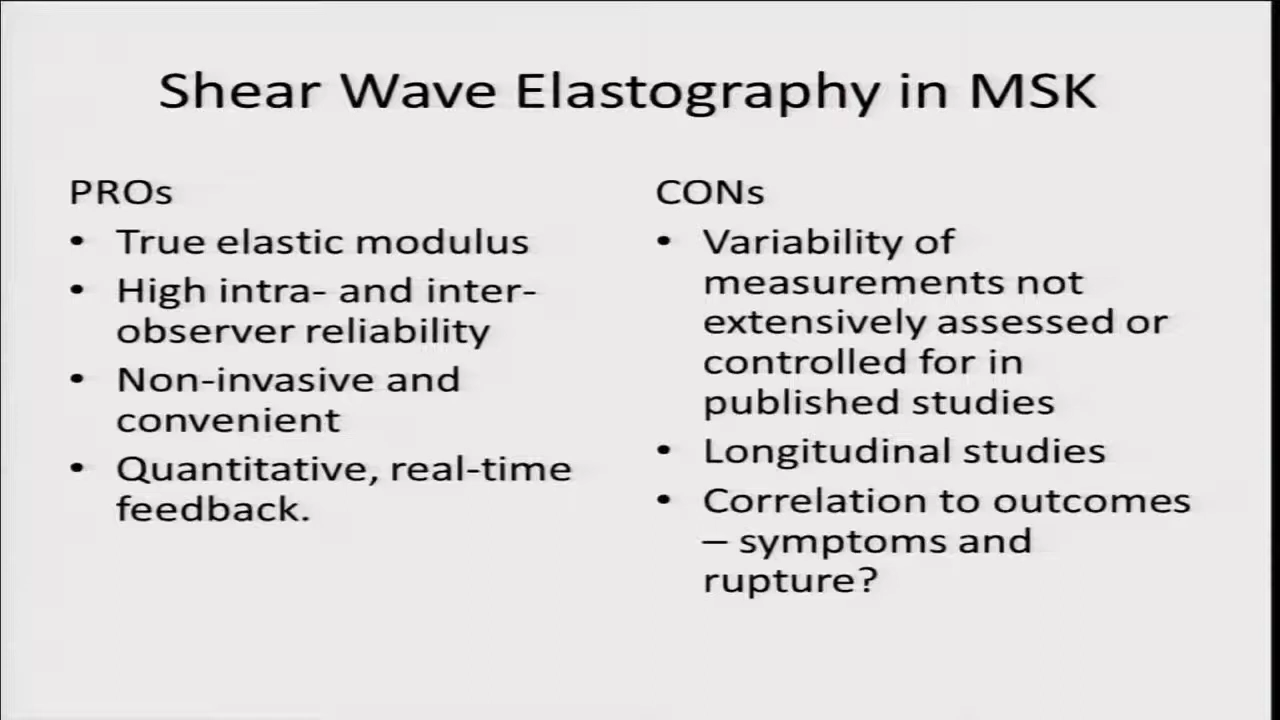 Shear Wave Elastography in MSK
PROs
• True elastic modulus
• High intra- and inter-
observer reliability
• Non-invasive and
convenient
• Quantitative, real-time
feedback.
CONs
• Variability of
measurements not
extensively assessed or
controlled for in
published studies
• Longitudinal studies
• Correlation to outcomes
– symptoms and
rupture?